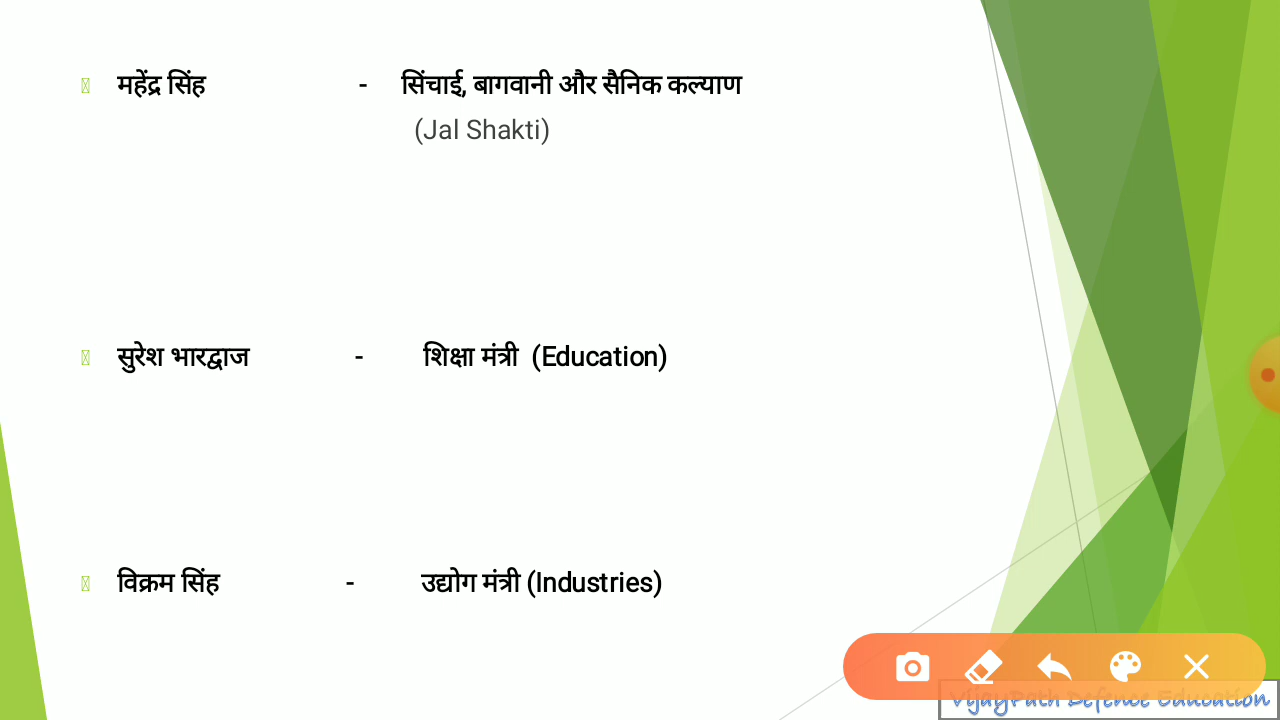 महेंद्र सिंह - सिंचाई, बागवानी और सैनिक कल्याण
(Jal Shakti)
सुरेश भारद्वाज - शिक्षा मंत्री (Education)
विक्रम सिंह - उद्योग मंत्री (Industries)
VijayPath Defence Education